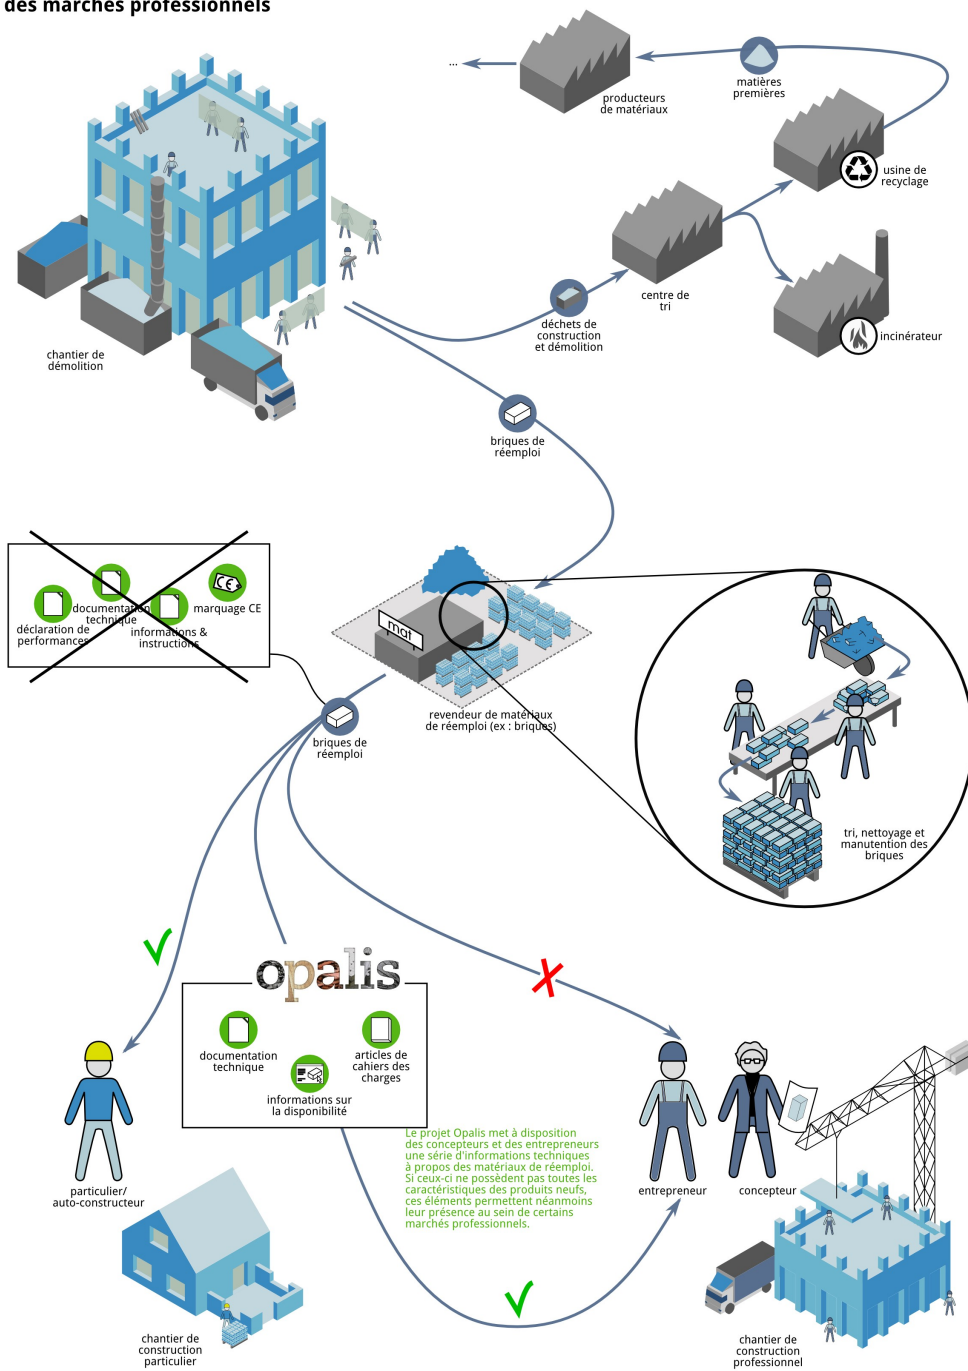 des marchés professionnels
...
producteurs
de matériaux
matières
premières
usine de
recyclage
centre de
tri
déchets de
construction
et démolition
incinérateur
chantier de
démolition
briques de
réemploi
déclaration de
performances
documentation
technique
informations &
instructions
marquage CE
CE
mat
revendeur de matériaux
de réemploi (ex : briques)
briques de
réemploi
tri, nettoyage et
manutention des
briques
opalis
documentation
technique
articles de
cahiers des
charges
informations sur
la disponibilité
Le projet Opalis met à disposition
des concepteurs et des entrepreneurs
une série d'informations techniques
à propos des matériaux de réemploi.
Si ceux-ci ne possèdent pas toutes les
caractéristiques des produits neufs,
ces éléments permettent néanmoins
leur présence au sein de certains
marchés professionnels.
particulier/
auto-constructeur
entrepreneur
concepteur
chantier de
construction
particulier
chantier de
construction
professionnel